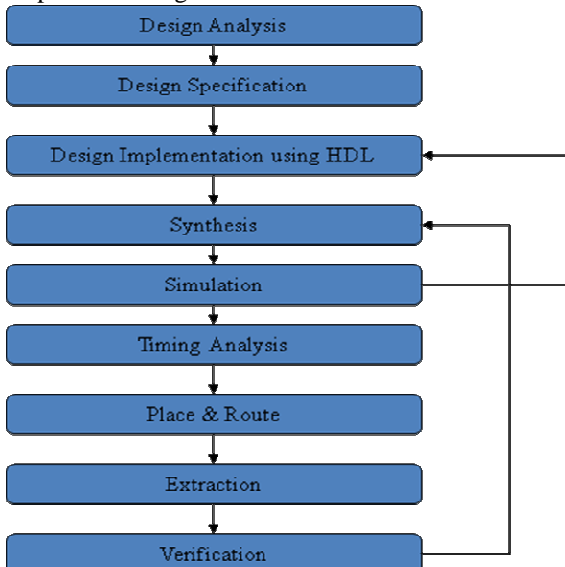 Design Analysis
Design Specification
Design Implementation using HDL
Synthesis
Simulation
Timing Analysis
Place & Route
Extraction
Verification